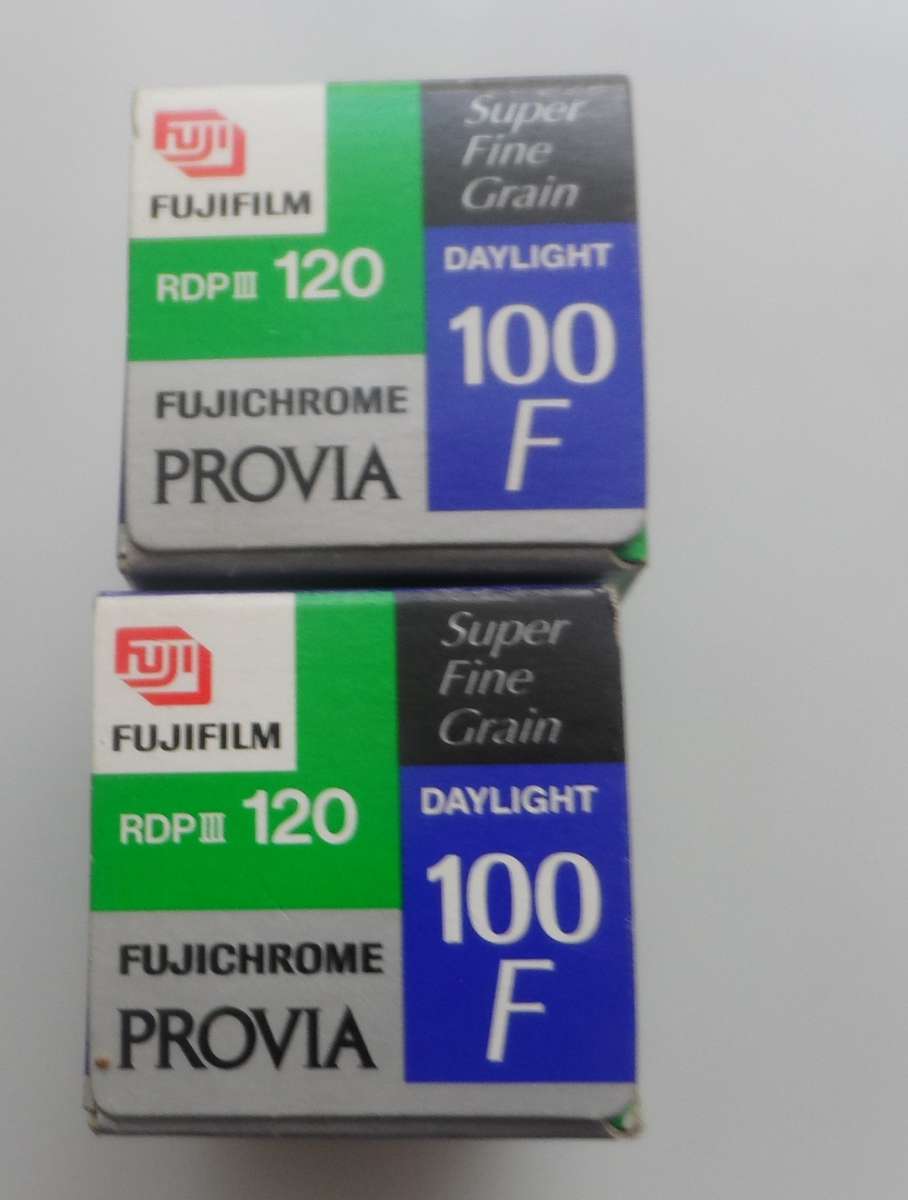 FUJI
FUJIFILM
RDPIII 120
FUJICHROME
PROVIA
Super
Fine
Grain
DAYLIGHT
100
F
FUJI
FUJIFILM
RDPIII 120
FUJICHROME
PROVIA
Super
Fine
Grain
DAYLIGHT
100
F